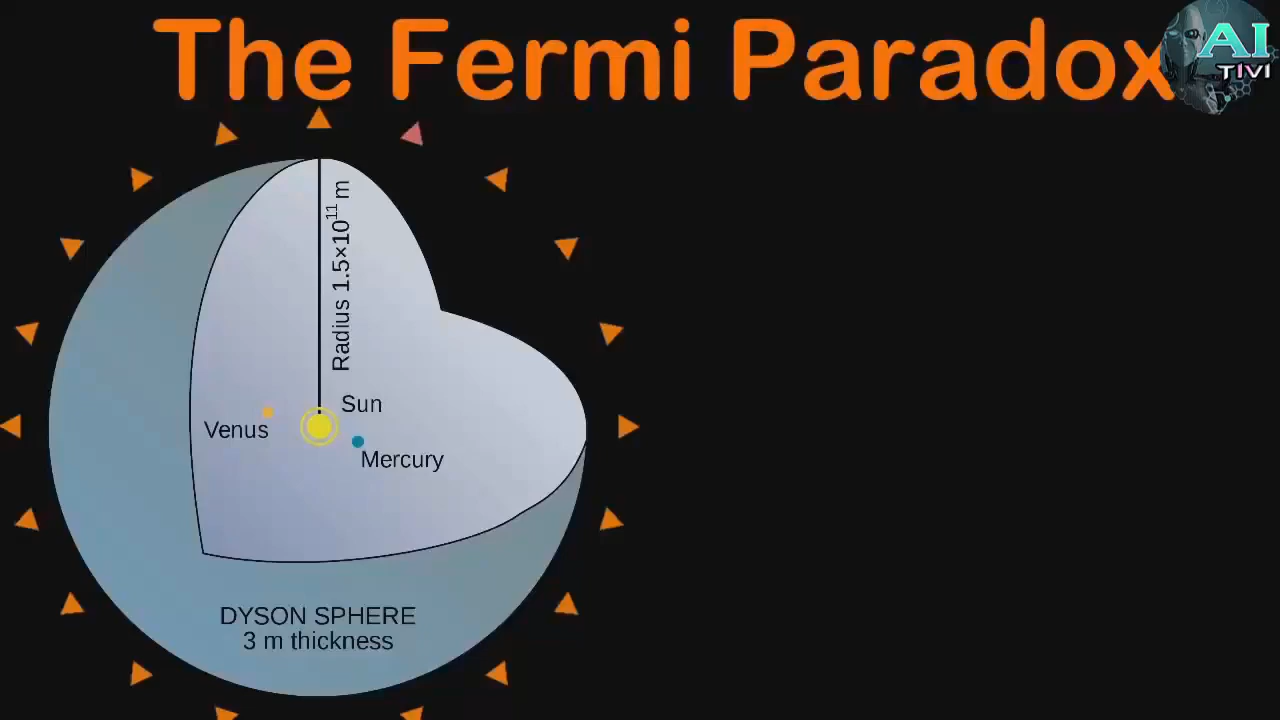 The Fermi Paradox
AI
TIVI
Radius 1.5×10¹¹ m
Sun
Venus
Mercury
DYSON SPHERE
3 m thickness